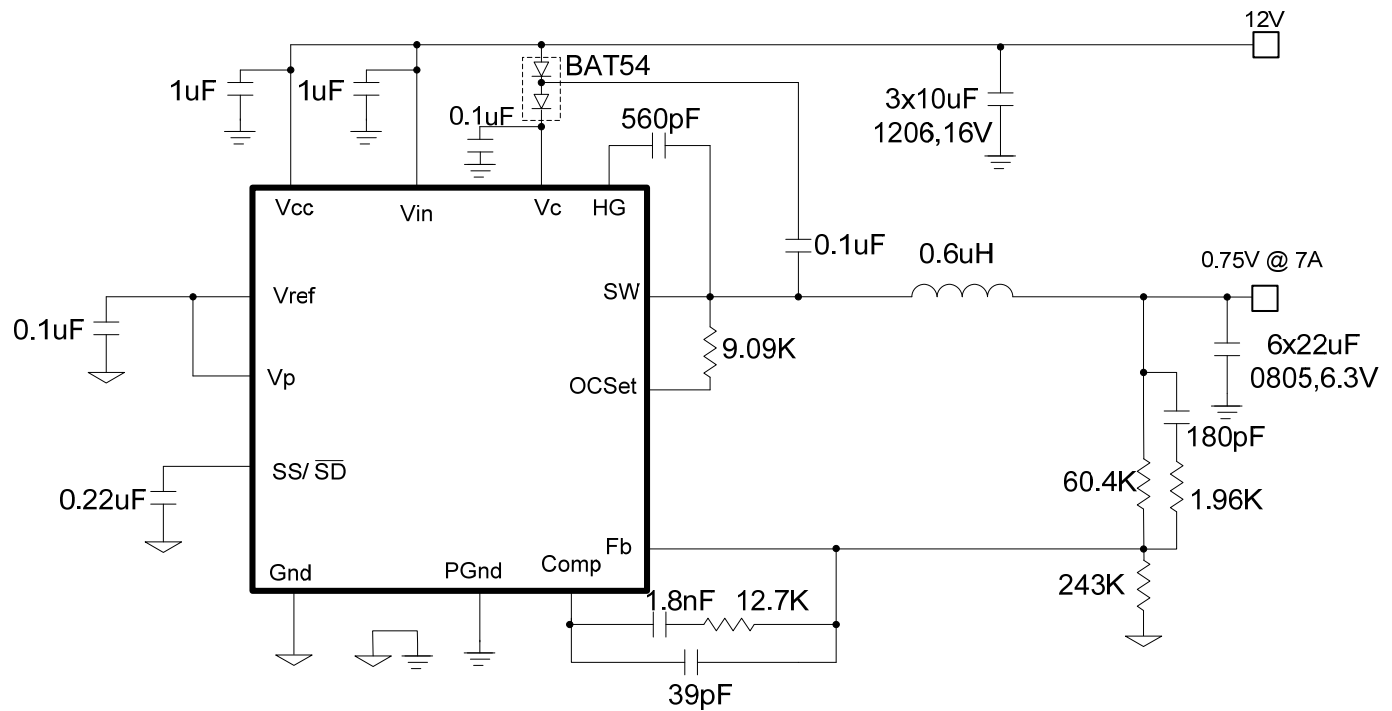 12V
BAT54
1uF
1uF
0.1uF
560pF
3x10uF
1206,16V
Vcc
Vin
Vc
HG
0.1uF
0.6uH
0.75V @ 7A
Vref
SW
0.1uF
9.09K
6x22uF
0805,6.3V
Vp
OCSet
180pF
SS/ SD
0.22uF
60.4K
1.96K
Fb
Gnd
PGnd
Comp
243K
1.8nF
12.7K
39pF